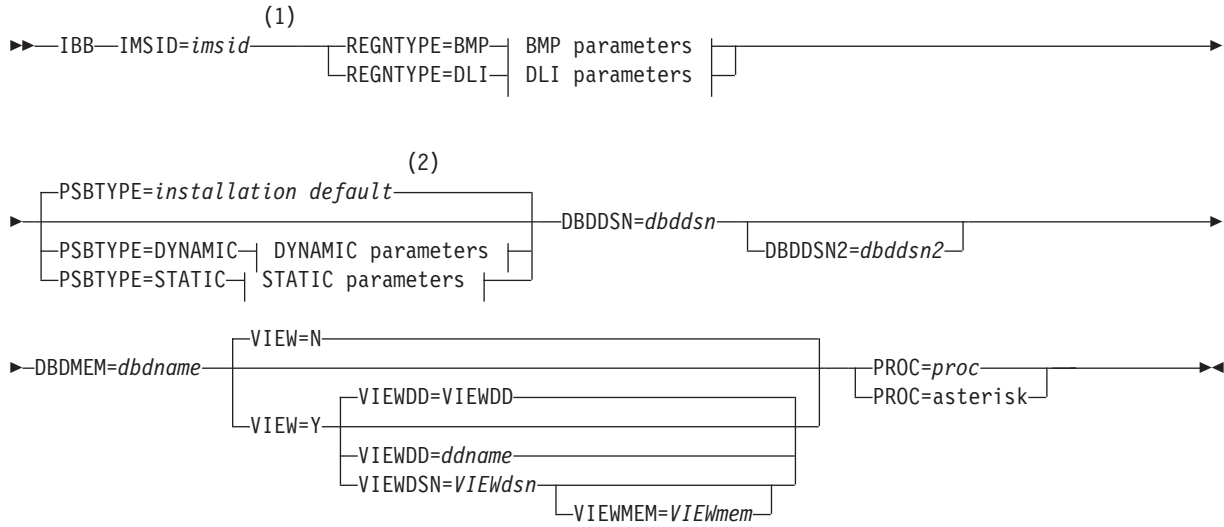 (1)
IBB IMSID=imsid REGNTYPE=BMP BMP parameters
REGNTYPE=DLI DLI parameters
(2)
PSBTYPE=installation default
DBDDSN=dbddsn
DBDDSN2=dbddsn2
PSBTYPE=DYNAMIC DYNAMIC parameters
PSBTYPE=STATIC STATIC parameters
VIEW=N
DBDMEM=dbdname PROC=proc
VIEWDD=VIEWDD PROC=asterisk
VIEW=Y
VIEWDD=ddname
VIEWDSN=VIEWdsn
VIEWMEM=VIEWmem